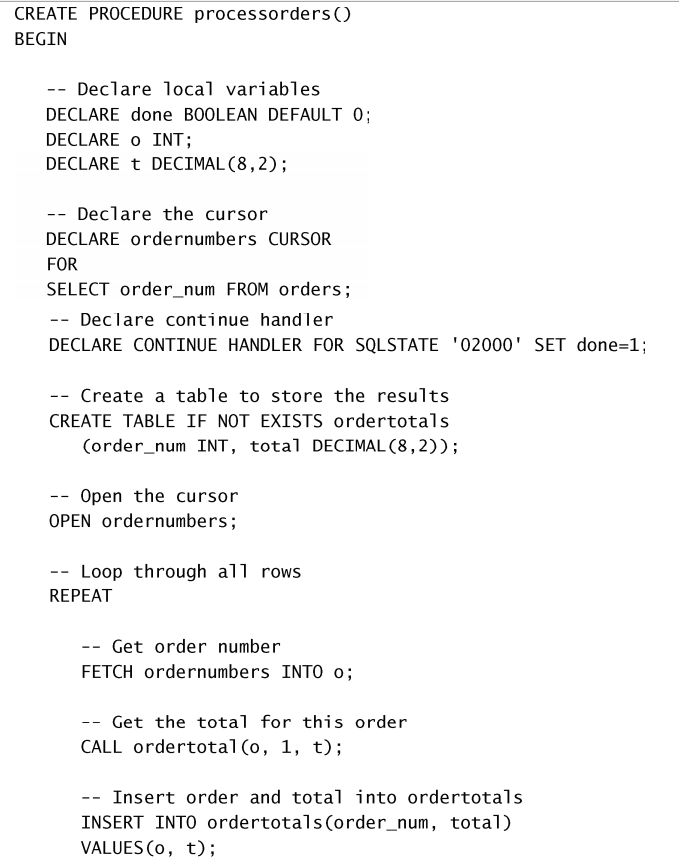 CREATE PROCEDURE processorders()
BEGIN
-- Declare local variables
DECLARE done BOOLEAN DEFAULT 0;
DECLARE o INT;
DECLARE t DECIMAL(8,2);
-- Declare the cursor
DECLARE ordernumbers CURSOR
FOR
SELECT order_num FROM orders;
-- Declare continue handler
DECLARE CONTINUE HANDLER FOR SQLSTATE '02000' SET done=1;
-- Create a table to store the results
CREATE TABLE IF NOT EXISTS ordertotals
(order_num INT, total DECIMAL(8,2));
-- Open the cursor
OPEN ordernumbers;
-- Loop through all rows
REPEAT
-- Get order number
FETCH ordernumbers INTO o;
-- Get the total for this order
CALL ordertotal(o, 1, t);
-- Insert order and total into ordertotals
INSERT INTO ordertotals(order_num, total)
VALUES(o, t);